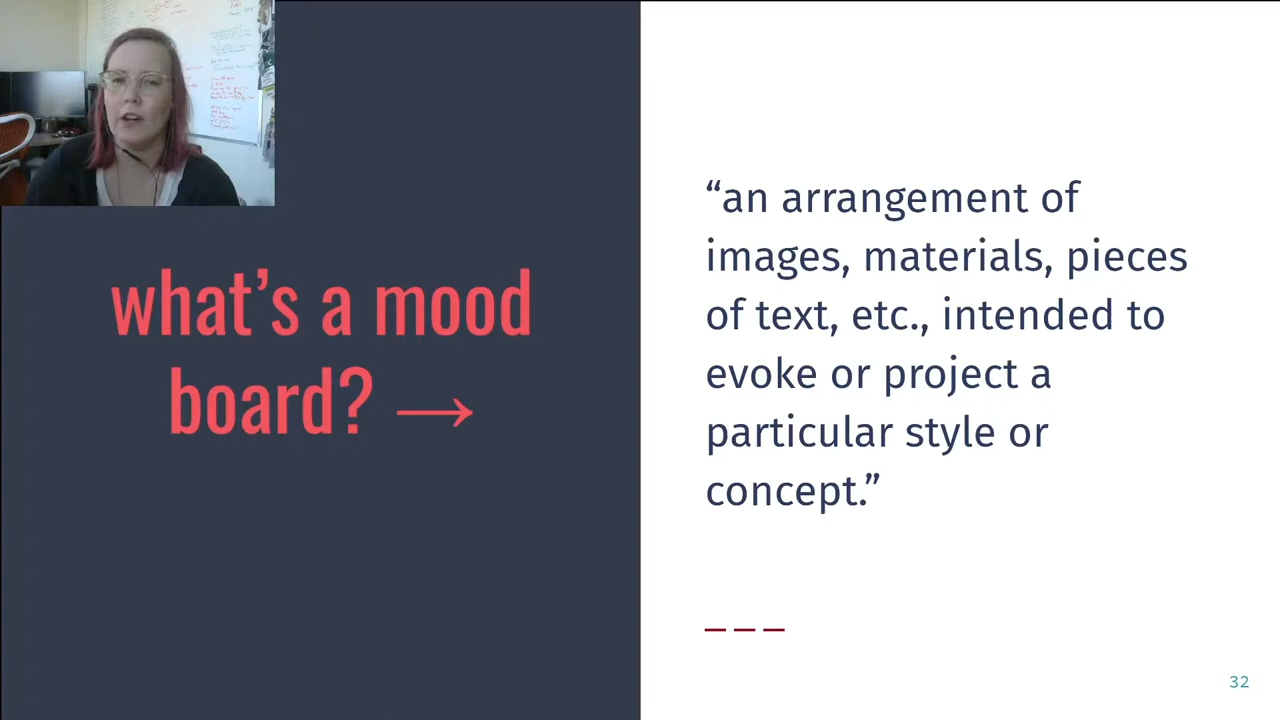 what’s a mood
board? →
“an arrangement of
images, materials, pieces
of text, etc., intended to
evoke or project a
particular style or
concept.”
32